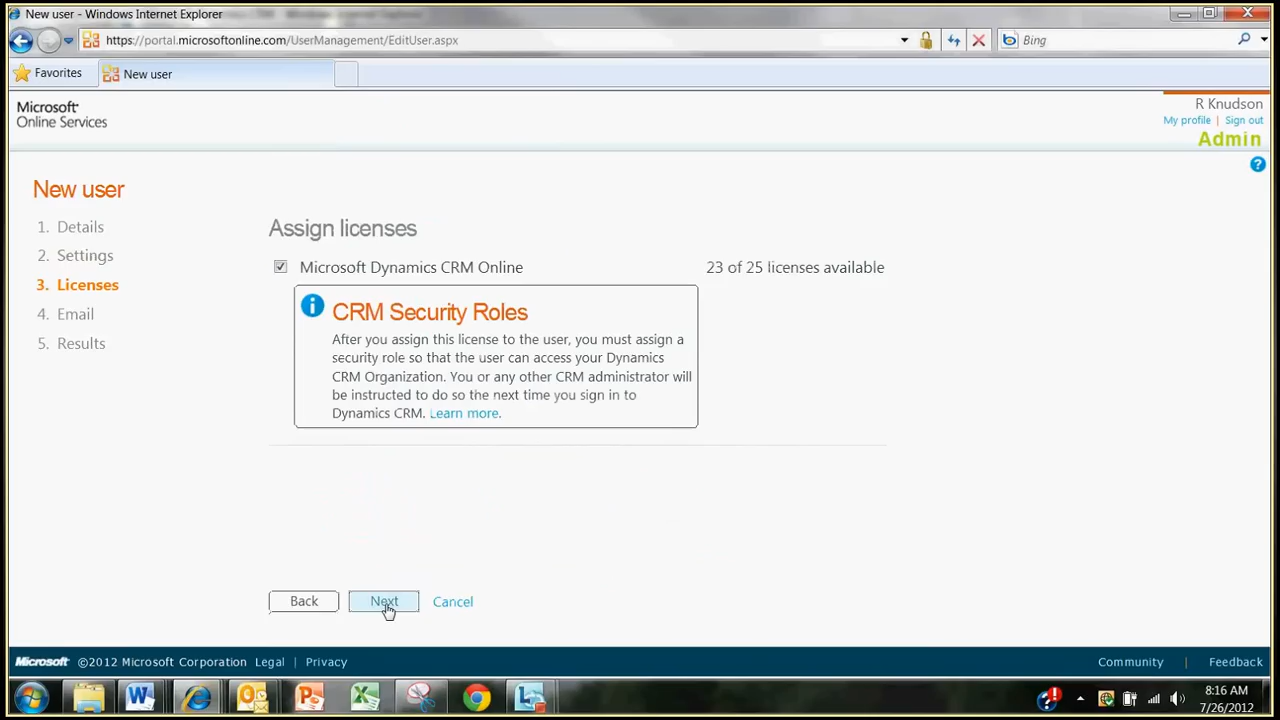 New user - Windows Internet Explorer
https://portal.microsoftonline.com/UserManagement/EditUser.aspx
Bing
Favorites
New user
Microsoft
Online Services
R Knudson
My profile | Sign out
Admin
New user
1. Details
2. Settings
3. Licenses
4. Email
5. Results
Assign licenses
Microsoft Dynamics CRM Online
23 of 25 licenses available
CRM Security Roles
After you assign this license to the user, you must assign a
security role so that the user can access your Dynamics
CRM Organization. You or any other CRM administrator will
be instructed to do so the next time you sign in to
Dynamics CRM. Learn more.
Back
Next
Cancel
Microsoft ©2012 Microsoft Corporation Legal | Privacy
Community | Feedback
8:16 AM
7/26/2012